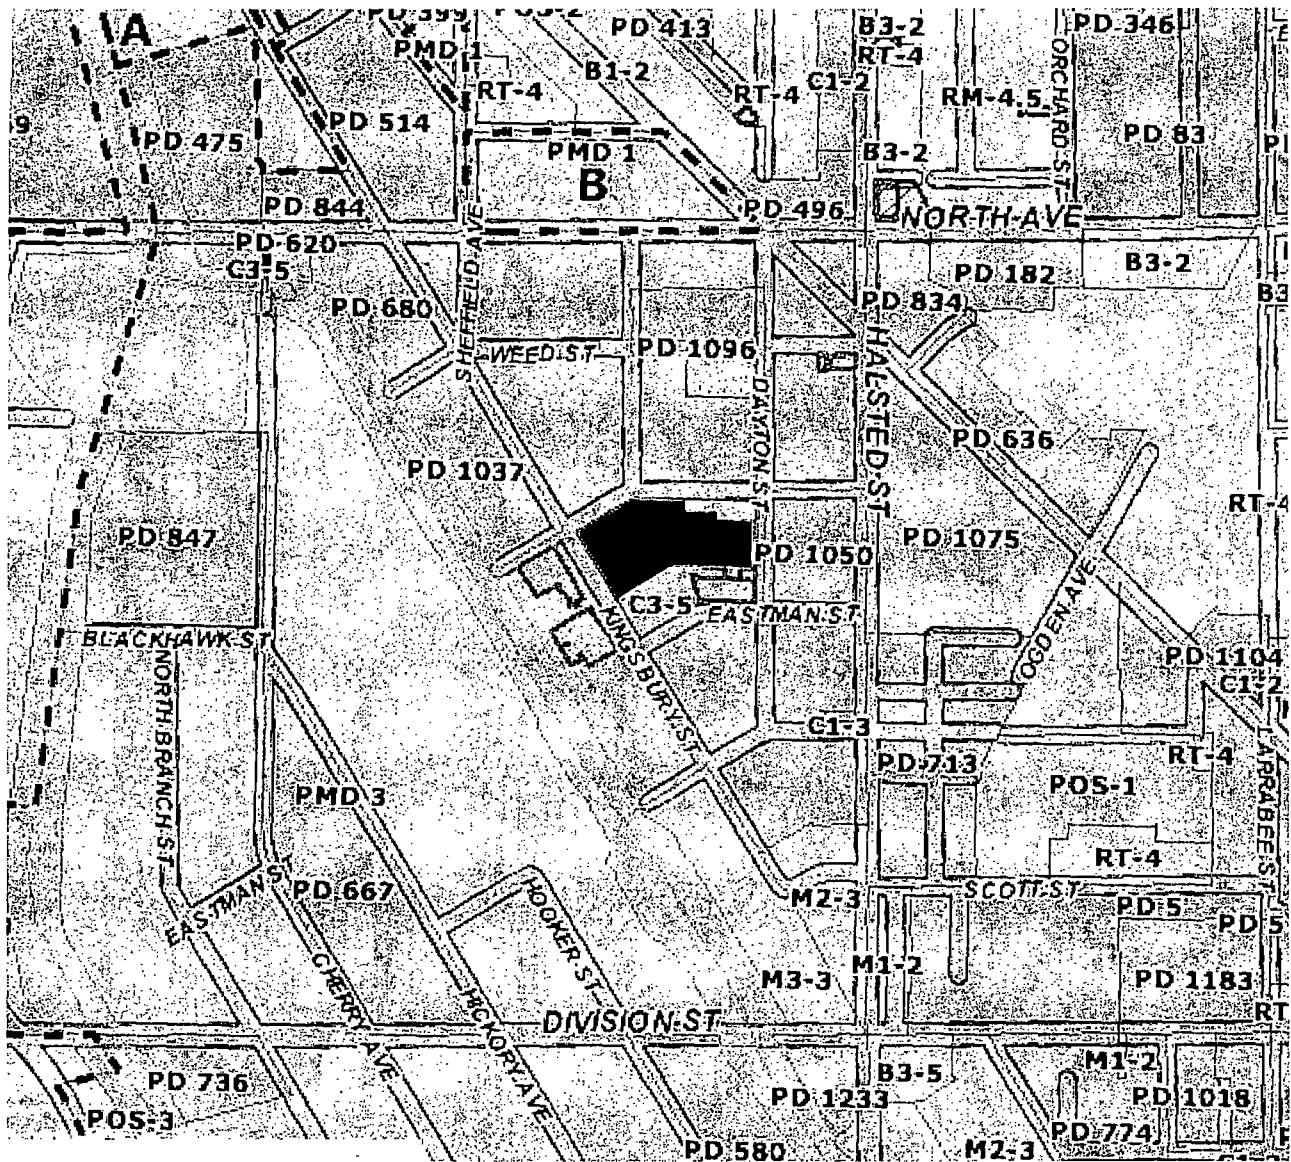 PD 399
PD 413
B3-2
PD 346
A
PMD 1
RT-4
B1-2
RT-4
C1-2
RM-4.5
ORCHARD ST
PD 475
PD 514
RT-4
PD 83
PMD 1
B3-2
B
PD 844
PD 496
NORTH AVE
PD 620
C3-5
SHEFFIELD AVE
PD 182
B3-2
PD 680
PD 834
B3
WEED ST
PD 1096
HALSTED ST
DAYTON ST
PD 636
PD 1037
RT-4
PD 847
PD 1050
PD 1075
C3-5
EASTMAN ST
OGDEN AVE
BLACKHAWK ST
KINGSBURY ST
PD 1104
C1-2
NORTH BRANCH ST
C1-3
RT-4
PD 713
LARRABEE ST
PMD 3
POS-1
RT-4
EASTMAN ST
PD 667
HOOKER ST
M2-3
SCOTT ST
PD 5
PD 5
CHERRY AVE
M3-3
M1-2
PD 1183
HICKORY AVE
DIVISION ST
RT
M1-2
PD 736
B3-5
POS-3
PD 1233
PD 1018
PD 774
PD 580
M2-3